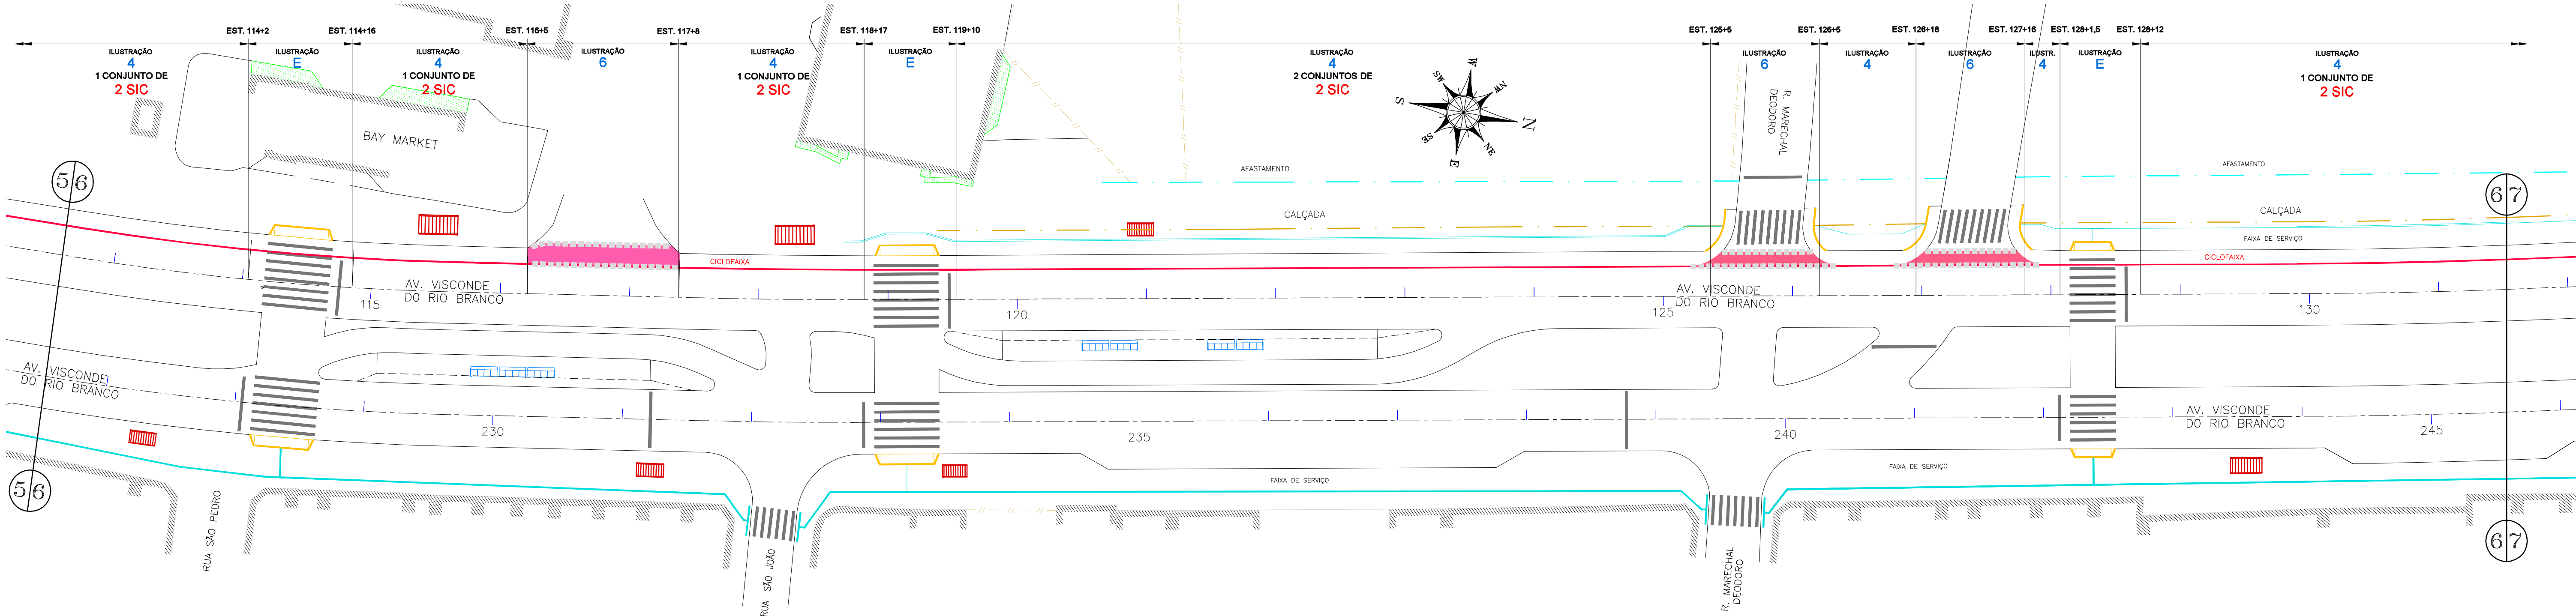 EST. 114+2
EST. 114+16
EST. 116+5
EST. 117+8
EST. 118+17
EST. 119+10
EST. 125+5
EST. 126+5
EST. 126+18
EST. 127+16
EST. 128+1,5
EST. 128+12
ILUSTRAÇÃO
4
1 CONJUNTO DE
2 SIC
ILUSTRAÇÃO
E
ILUSTRAÇÃO
4
1 CONJUNTO DE
2 SIC
ILUSTRAÇÃO
6
ILUSTRAÇÃO
4
1 CONJUNTO DE
2 SIC
ILUSTRAÇÃO
E
ILUSTRAÇÃO
4
2 CONJUNTOS DE
2 SIC
ILUSTRAÇÃO
6
ILUSTRAÇÃO
4
ILUSTRAÇÃO
6
ILUSTR.
4
ILUSTRAÇÃO
E
ILUSTRAÇÃO
4
1 CONJUNTO DE
2 SIC
BAY MARKET
W
NW
N
NE
E
SE
S
SW
R. MARECHAL
DEODORO
AFASTAMENTO
AFASTAMENTO
5/6
6/7
CALÇADA
CALÇADA
FAIXA DE SERVIÇO
CICLOFAIXA
CICLOFAIXA
AV. VISCONDE
DO RIO BRANCO
AV. VISCONDE
DO RIO BRANCO
115
120
125
130
AV. VISCONDE
DO RIO BRANCO
AV. VISCONDE
DO RIO BRANCO
230
235
240
245
FAIXA DE SERVIÇO
FAIXA DE SERVIÇO
5/6
6/7
RUA SÃO PEDRO
RUA SÃO JOÃO
R. MARECHAL
DEODORO